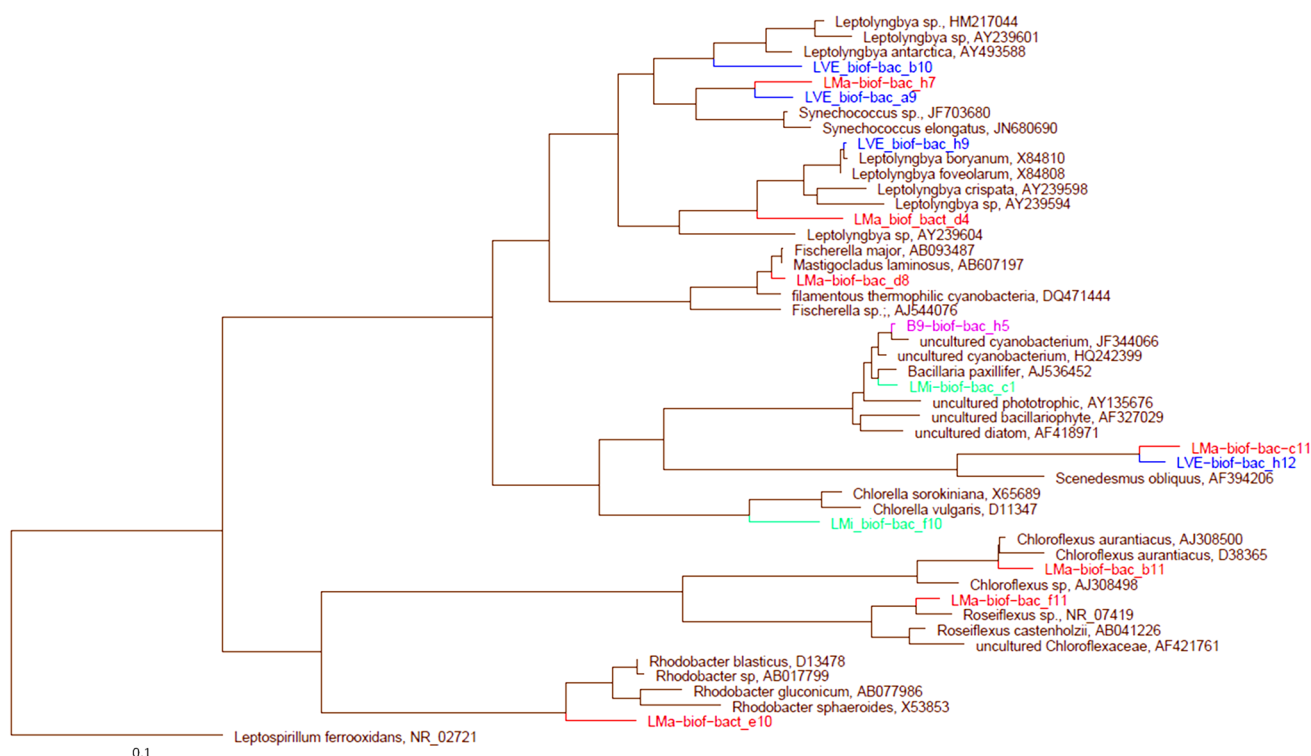 Leptolyngbya sp., HM217044
Leptolyngbya sp, AY239601
Leptolyngbya antarctica, AY493588
LVE_biof-bac_b10
LMa-biof-bac_h7
LVE_biof-bac_a9
Synechococcus sp., JF703680
Synechococcus elongatus, JN680690
LVE_biof-bac_h9
Leptolyngbya boryanum, X84810
Leptolyngbya foveolarum, X84808
Leptolyngbya crispata, AY239598
Leptolyngbya sp, AY239594
LMa_biof_bact_d4
Leptolyngbya sp, AY239604
Fischerella major, AB093487
Mastigocladus laminosus, AB607197
LMa-biof-bac_d8
filamentous thermophilic cyanobacteria, DQ471444
Fischerella sp.;, AJ544076
B9-biof-bac_h5
uncultured cyanobacterium, JF344066
uncultured cyanobacterium, HQ242399
Bacillaria paxillifer, AJ536452
LMi-biof-bac_c1
uncultured phototrophic, AY135676
uncultured bacillariophyte, AF327029
uncultured diatom, AF418971
LMa-biof-bac-c11
LVE-biof-bac_h12
Scenedesmus obliquus, AF394206
Chlorella sorokiniana, X65689
Chlorella vulgaris, D11347
LMi_biof-bac_f10
Chloroflexus aurantiacus, AJ308500
Chloroflexus aurantiacus, D38365
LMa-biof-bac_b11
Chloroflexus sp, AJ308498
LMa-biof-bac_f11
Roseiflexus sp., NR_07419
Roseiflexus castenholzii, AB041226
uncultured Chloroflexaceae, AF421761
Rhodobacter blasticus, D13478
Rhodobacter sp, AB017799
Rhodobacter gluconicum, AB077986
Rhodobacter sphaeroides, X53853
LMa-biof-bact_e10
Leptospirillum ferrooxidans, NR_02721
0.1